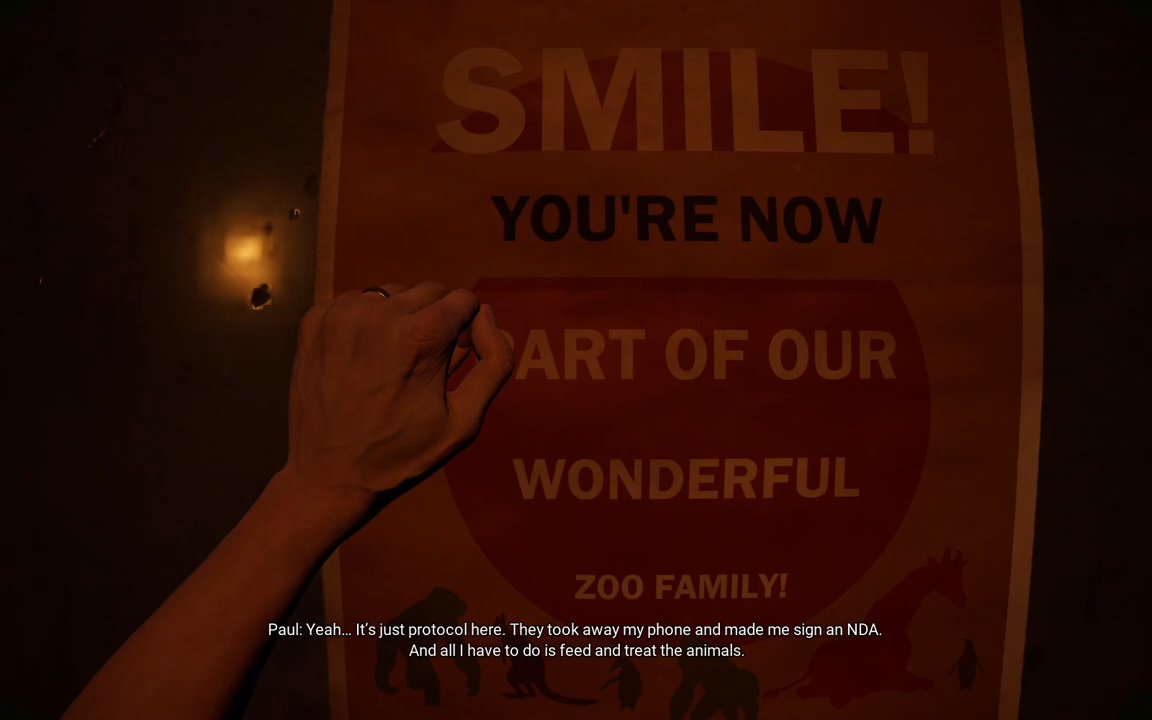 SMILE!
YOU'RE NOW
PART OF OUR
WONDERFUL
ZOO FAMILY!
Paul: Yeah... It's just protocol here. They took away my phone and made me sign an NDA.
And all I have to do is feed and treat the animals.